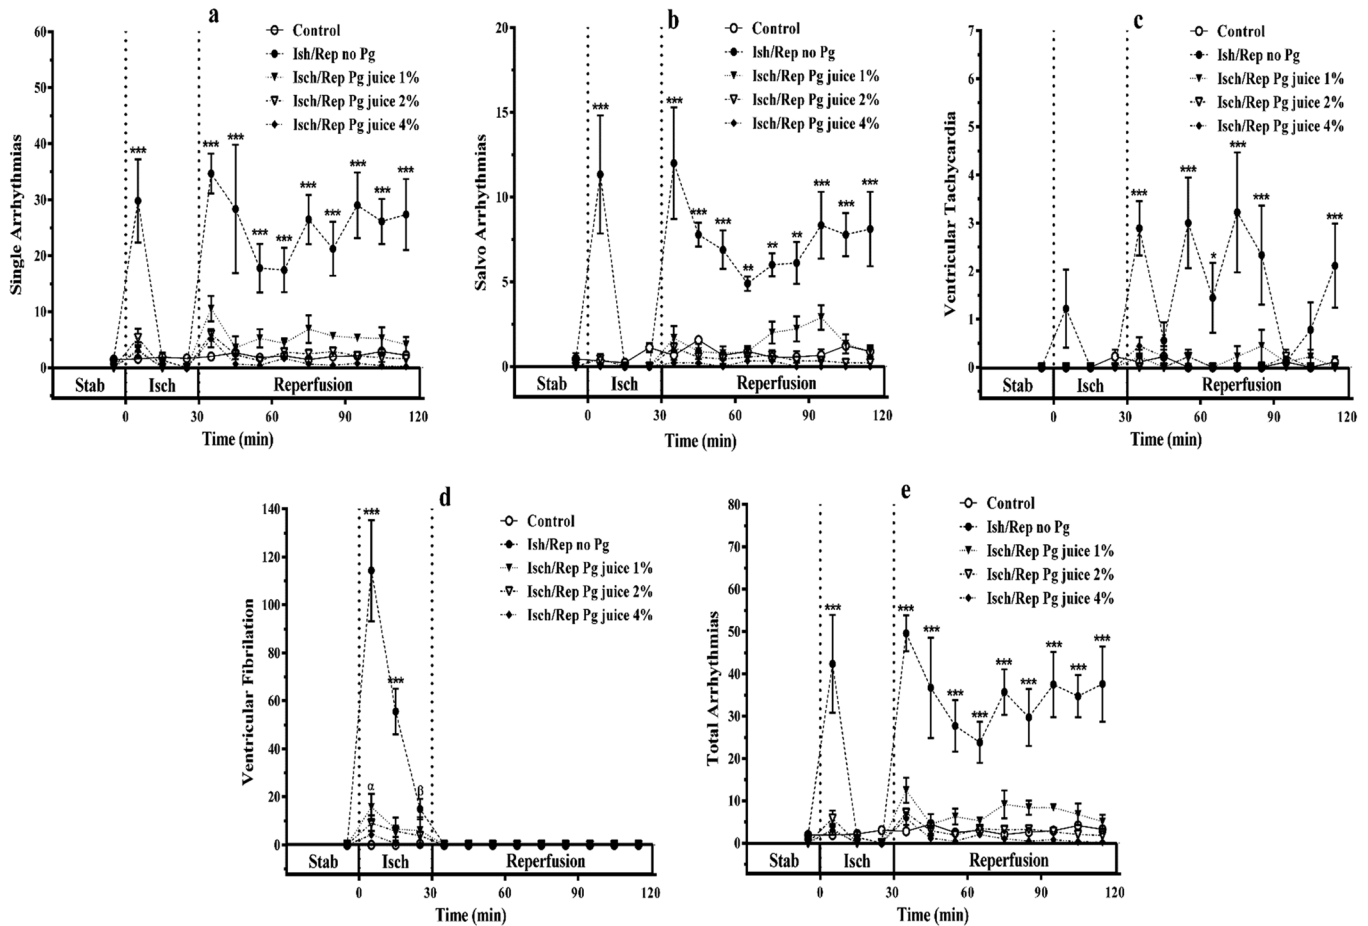 a
Single Arrhythmias
60
50
40
30
20
10
0
Control
Ish/Rep no Pg
Isch/Rep Pg juice 1%
Isch/Rep Pg juice 2%
Isch/Rep Pg juice 4%
***
***
***
***
***
***
***
***
***
***
Stab
Isch
Reperfusion
0
30
60
90
120
Time (min)
b
Salvo Arrhythmias
20
15
10
5
0
Control
Ish/Rep no Pg
Isch/Rep Pg juice 1%
Isch/Rep Pg juice 2%
Isch/Rep Pg juice 4%
***
***
***
***
**
**
**
***
***
***
Stab
Isch
Reperfusion
0
30
60
90
120
Time (min)
c
Ventricular Tachycardia
7
6
5
4
3
2
1
0
Control
Ish/Rep no Pg
Isch/Rep Pg juice 1%
Isch/Rep Pg juice 2%
Isch/Rep Pg juice 4%
***
***
*
***
***
***
Stab
Isch
Reperfusion
0
30
60
90
120
Time (min)
d
Ventricular Fibrilation
140
120
100
80
60
40
20
0
Control
Ish/Rep no Pg
Isch/Rep Pg juice 1%
Isch/Rep Pg juice 2%
Isch/Rep Pg juice 4%
***
***
α
β
Stab
Isch
Reperfusion
0
30
60
90
120
Time (min)
e
Total Arrhythmias
80
70
60
50
40
30
20
10
0
Control
Ish/Rep no Pg
Isch/Rep Pg juice 1%
Isch/Rep Pg juice 2%
Isch/Rep Pg juice 4%
***
***
***
***
***
***
***
***
***
***
Stab
Isch
Reperfusion
0
30
60
90
120
Time (min)